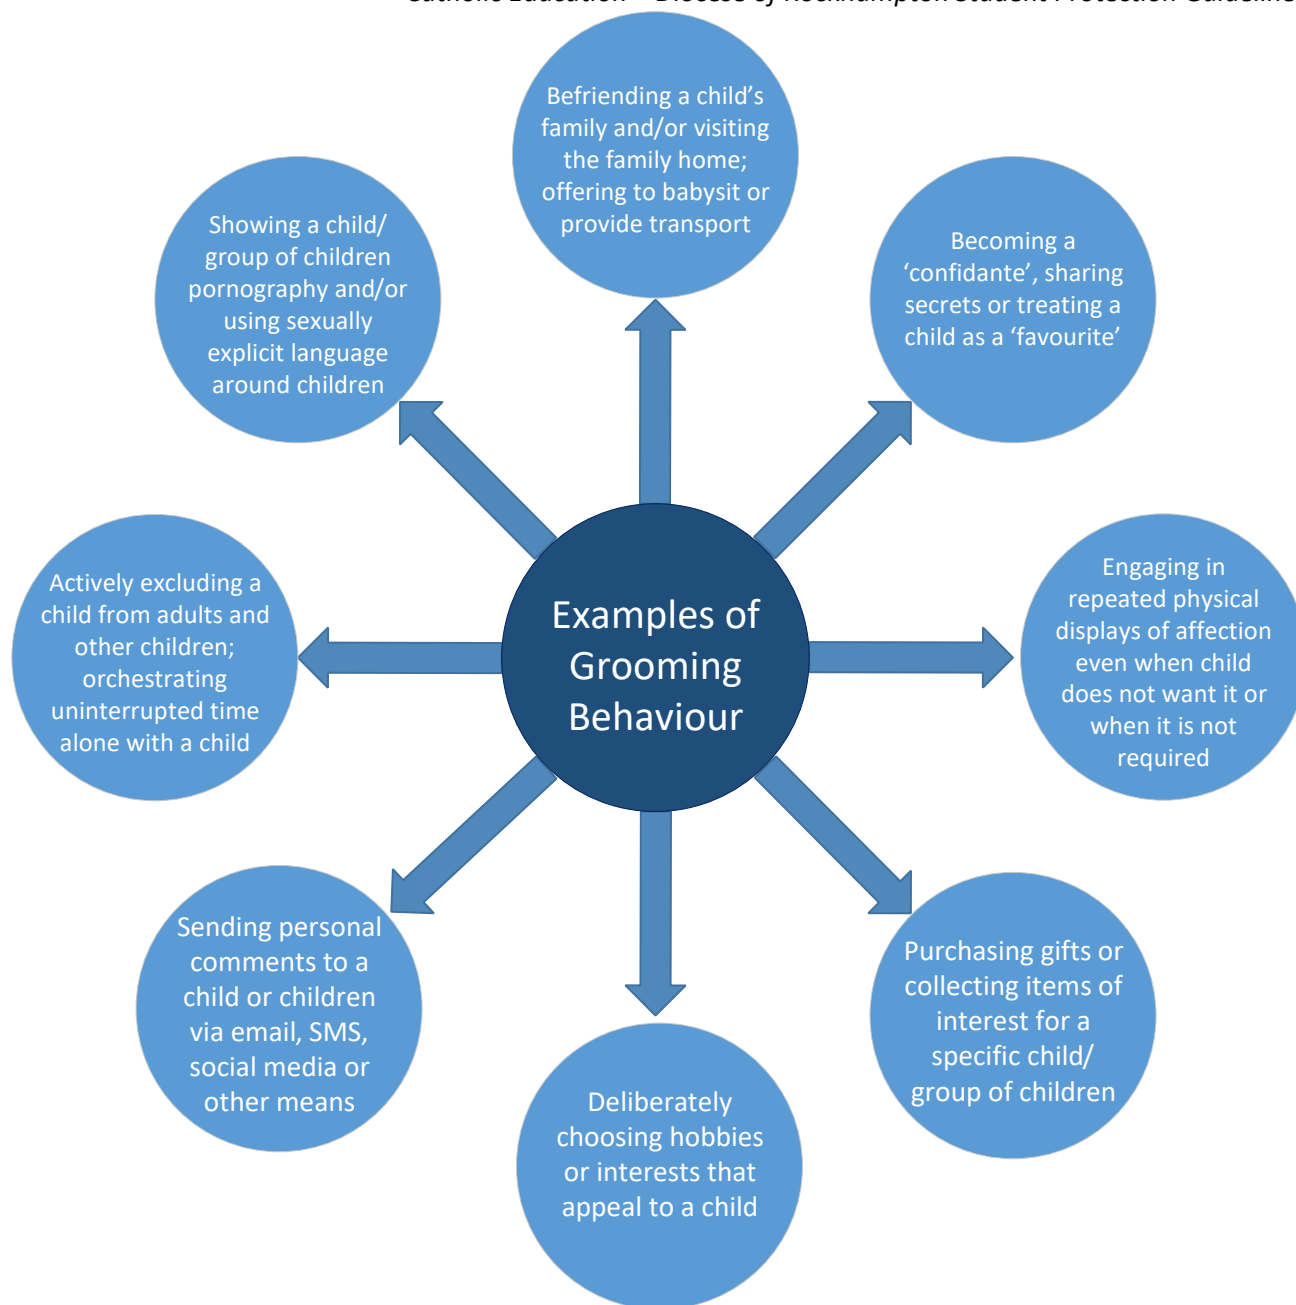 Catholic Education – Diocese of Rockhampton Student Protection Guideline
Befriending a child’s
family and/or visiting
the family home;
offering to babysit or
provide transport
Becoming a
‘confidante’, sharing
secrets or treating a
child as a ‘favourite’
Engaging in
repeated physical
displays of affection
even when child
does not want it or
when it is not
required
Purchasing gifts or
collecting items of
interest for a
specific child/
group of children
Deliberately
choosing hobbies
or interests that
appeal to a child
Sending personal
comments to a
child or children
via email, SMS,
social media or
other means
Actively excluding a
child from adults and
other children;
orchestrating
uninterrupted time
alone with a child
Showing a child/
group of children
pornography and/or
using sexually
explicit language
around children
Examples of
Grooming
Behaviour